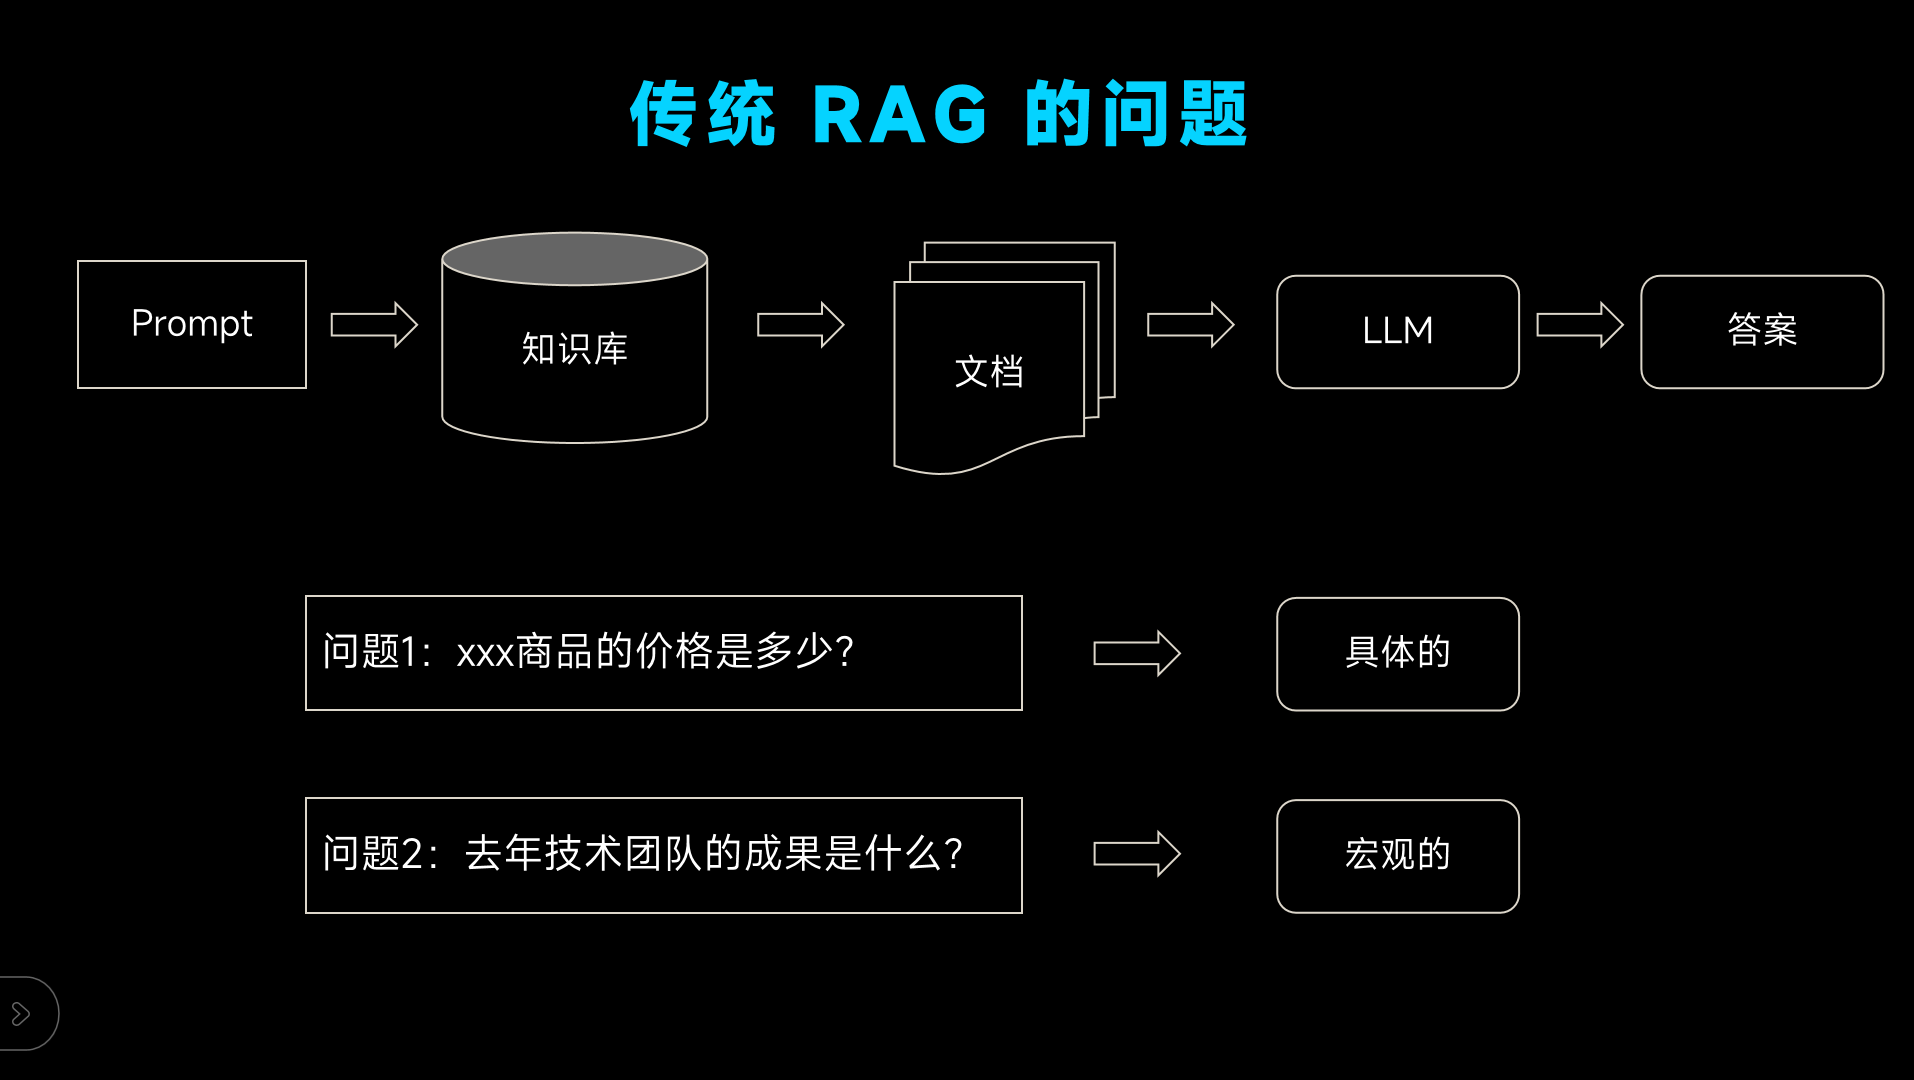 传统 RAG 的问题
Prompt
知识库
文档
LLM
答案
问题1：xxx商品的价格是多少?
具体的
问题2：去年技术团队的成果是什么?
宏观的